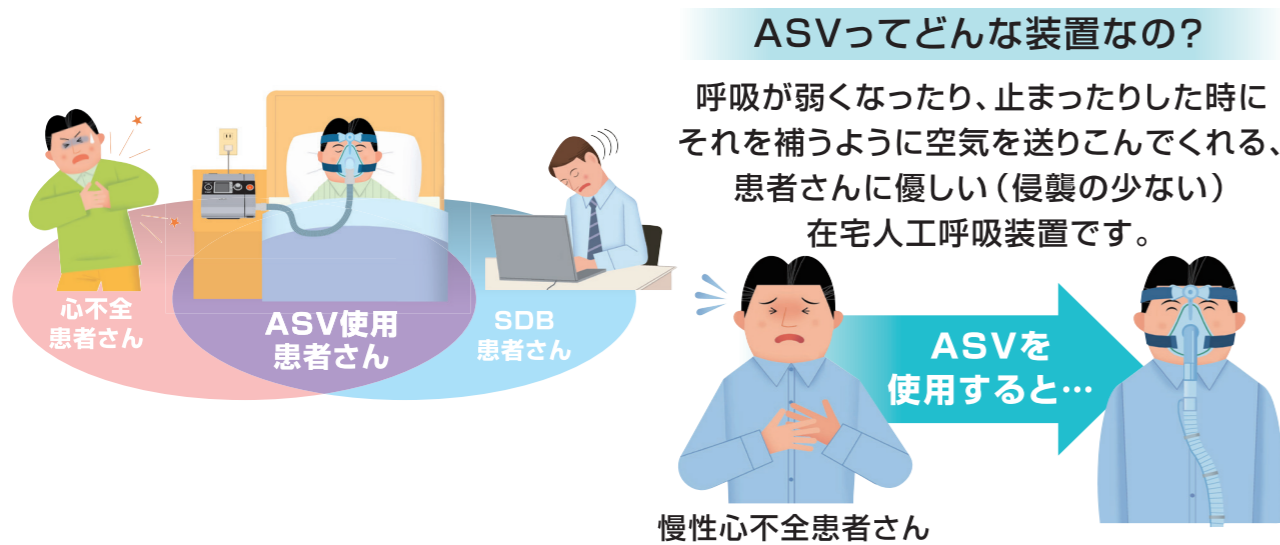 ASVってどんな装置なの?
呼吸が弱くなったり、止まったりした時に
それを補うように空気を送りこんでくれる、
患者さんに優しい(侵襲の少ない)
在宅人工呼吸装置です。
心不全
患者さん
ASV使用
患者さん
SDB
患者さん
ASVを
使用すると…
慢性心不全患者さん